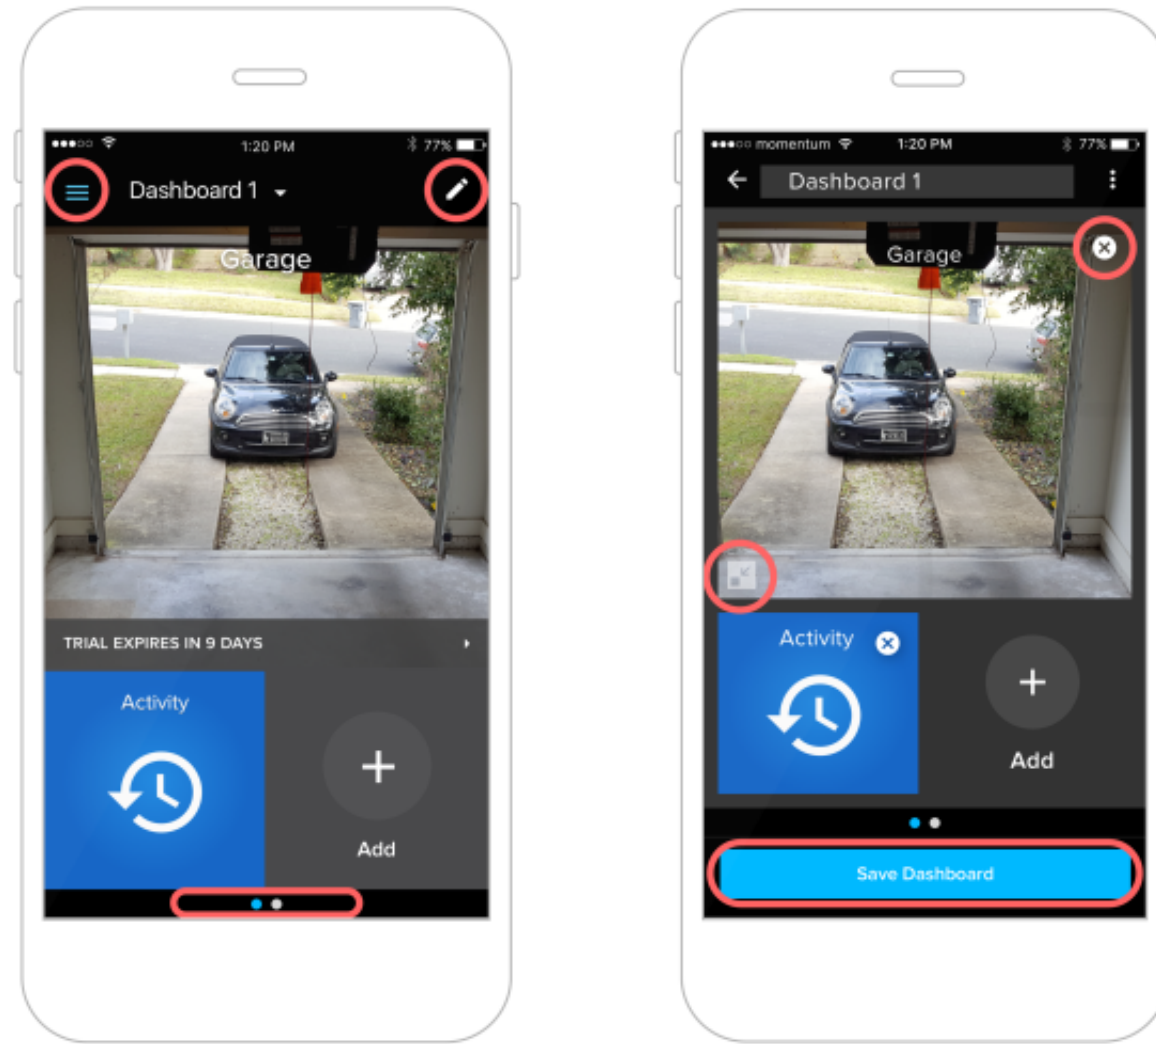 1:20 PM
77%
Dashboard 1
Garage
TRIAL EXPIRES IN 9 DAYS
Activity
Add
momentum
1:20 PM
77%
Dashboard 1
Garage
Activity
Add
Save Dashboard